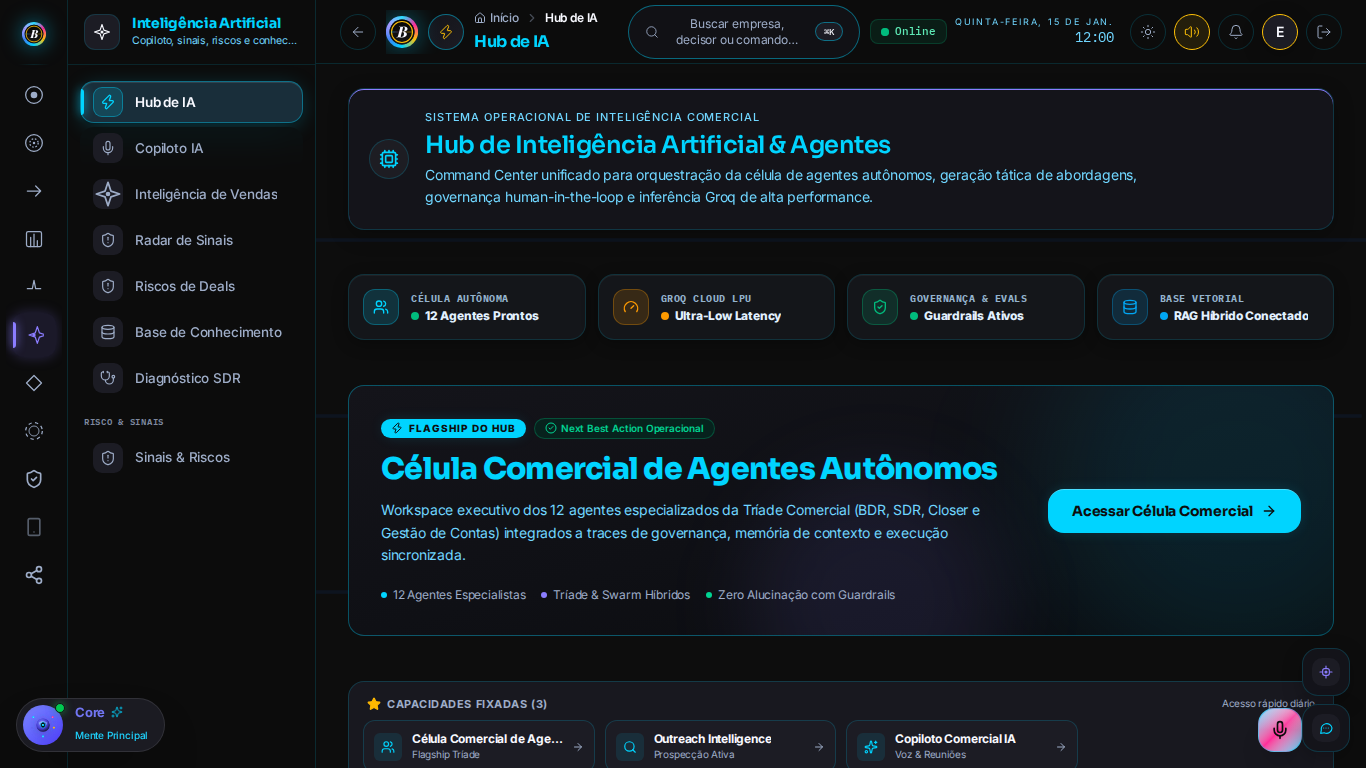 B
Inteligência Artificial
Copiloto, sinais, riscos e conhec...
Hub de IA
Copiloto IA
Inteligência de Vendas
Radar de Sinais
Riscos de Deals
Base de Conhecimento
Diagnóstico SDR
RISCO & SINAIS
Sinais & Riscos
Core
Mente Principal
B
Início > Hub de IA
Hub de IA
Buscar empresa,
decisor ou comando...
⌘K
Online
QUINTA-FEIRA, 15 DE JAN.
12:00
E
SISTEMA OPERACIONAL DE INTELIGÊNCIA COMERCIAL
Hub de Inteligência Artificial & Agentes
Command Center unificado para orquestração da célula de agentes autônomos, geração tática de abordagens,
governança human-in-the-loop e inferência Groq de alta performance.
CÉLULA AUTÔNOMA
12 Agentes Prontos
GROQ CLOUD LPU
Ultra-Low Latency
GOVERNANÇA & EVALS
Guardrails Ativos
BASE VETORIAL
RAG Híbrido Conectado
FLAGSHIP DO HUB
Next Best Action Operacional
Célula Comercial de Agentes Autônomos
Workspace executivo dos 12 agentes especializados da Tríade Comercial (BDR, SDR, Closer e
Gestão de Contas) integrados a traces de governança, memória de contexto e execução
sincronizada.
12 Agentes Especialistas
Tríade & Swarm Híbridos
Zero Alucinação com Guardrails
Acessar Célula Comercial
CAPACIDADES FIXADAS (3)
Acesso rápido diário
Célula Comercial de Age...
Flagship Tríade
Outreach Intelligence
Prospecção Ativa
Copiloto Comercial IA
Voz & Reuniões